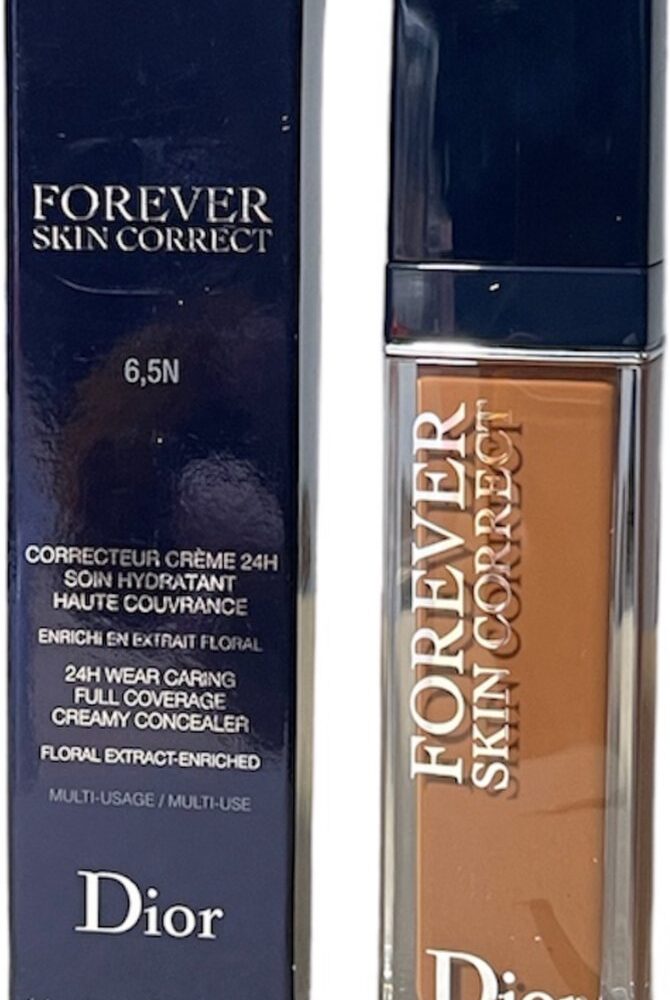 FOREVER
SKIN CORRECT
6,5N
CORRECTEUR CRÈME 24H
SOIN HYDRATANT
HAUTE COUVRANCE
ENRICHI EN EXTRAIT FLORAL
24H WEAR CARING
FULL COVERAGE
CREAMY CONCEALER
FLORAL EXTRACT-ENRICHED
MULTI-USAGE / MULTI-USE
Dior
FOREVER
SKIN CORRECT
Dior